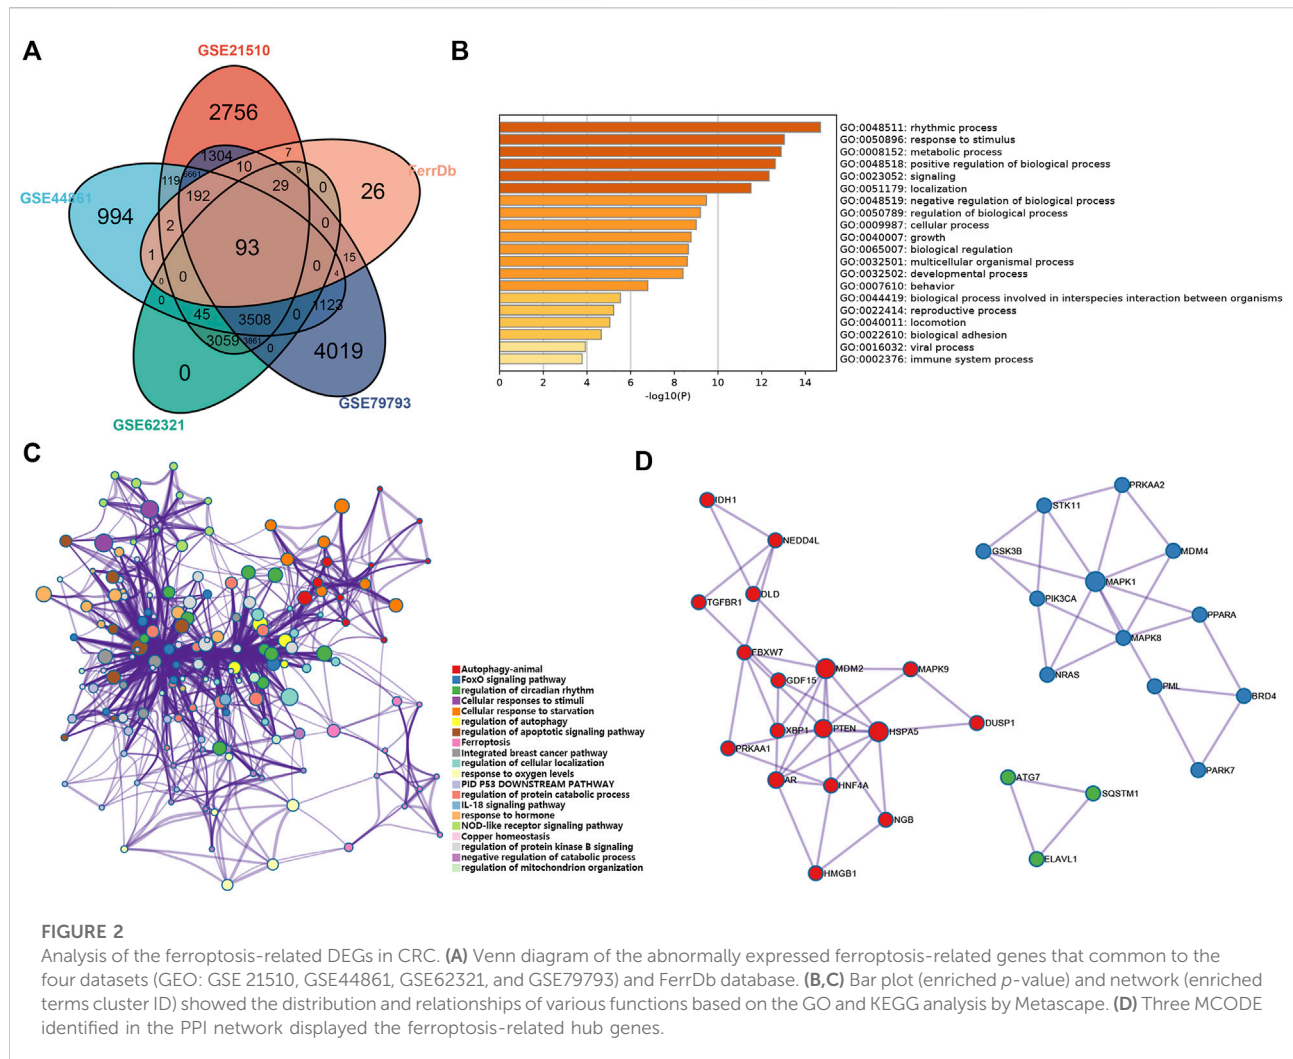 A
GSE21510
2756
FerrDb
26
GSE44861
994
1304
7
10
9
0
119
6661
192
29
0
2
93
1
15
0
4
0
0
0
1123
45
3508
0
3059
3861
0
4019
0
GSE79793
GSE62321
B
GO:0048511: rhythmic process
GO:0050896: response to stimulus
GO:0008152: metabolic process
GO:0048518: positive regulation of biological process
GO:0023052: signaling
GO:0051179: localization
GO:0048519: negative regulation of biological process
GO:0050789: regulation of biological process
GO:0009987: cellular process
GO:0040007: growth
GO:0065007: biological regulation
GO:0032501: multicellular organismal process
GO:0032502: developmental process
GO:0007610: behavior
GO:0044419: biological process involved in interspecies interaction between organisms
GO:0022414: reproductive process
GO:0040011: locomotion
GO:0022610: biological adhesion
GO:0016032: viral process
GO:0002376: immune system process
0 2 4 6 8 10 12 14
-log10(P)
C
Autophagy-animal
FoxO signaling pathway
regulation of circadian rhythm
Cellular responses to stimuli
Cellular response to starvation
regulation of autophagy
regulation of apoptotic signaling pathway
Ferroptosis
Integrated breast cancer pathway
regulation of cellular localization
response to oxygen levels
PID P53 DOWNSTREAM PATHWAY
regulation of protein catabolic process
IL-18 signaling pathway
response to hormone
NOD-like receptor signaling pathway
Copper homeostasis
regulation of protein kinase B signaling
negative regulation of catabolic process
regulation of mitochondrion organization
D
IDH1
NEDD4L
DLD
TGFBR1
FBXW7
MDM2
MAPK9
GDF15
DUSP1
XBP1
PTEN
HSPA5
PRKAA1
AR
HNF4A
NGB
HMGB1
PRKAA2
STK11
GSK3B
MDM4
MAPK1
PIK3CA
PPARA
MAPK8
NRAS
PML
BRD4
PARK7
ATG7
SQSTM1
ELAVL1
FIGURE 2
Analysis of the ferroptosis-related DEGs in CRC. (A) Venn diagram of the abnormally expressed ferroptosis-related genes that common to the
four datasets (GEO: GSE 21510, GSE44861, GSE62321, and GSE79793) and FerrDb database. (B,C) Bar plot (enriched p-value) and network (enriched
terms cluster ID) showed the distribution and relationships of various functions based on the GO and KEGG analysis by Metascape. (D) Three MCODE
identified in the PPI network displayed the ferroptosis-related hub genes.